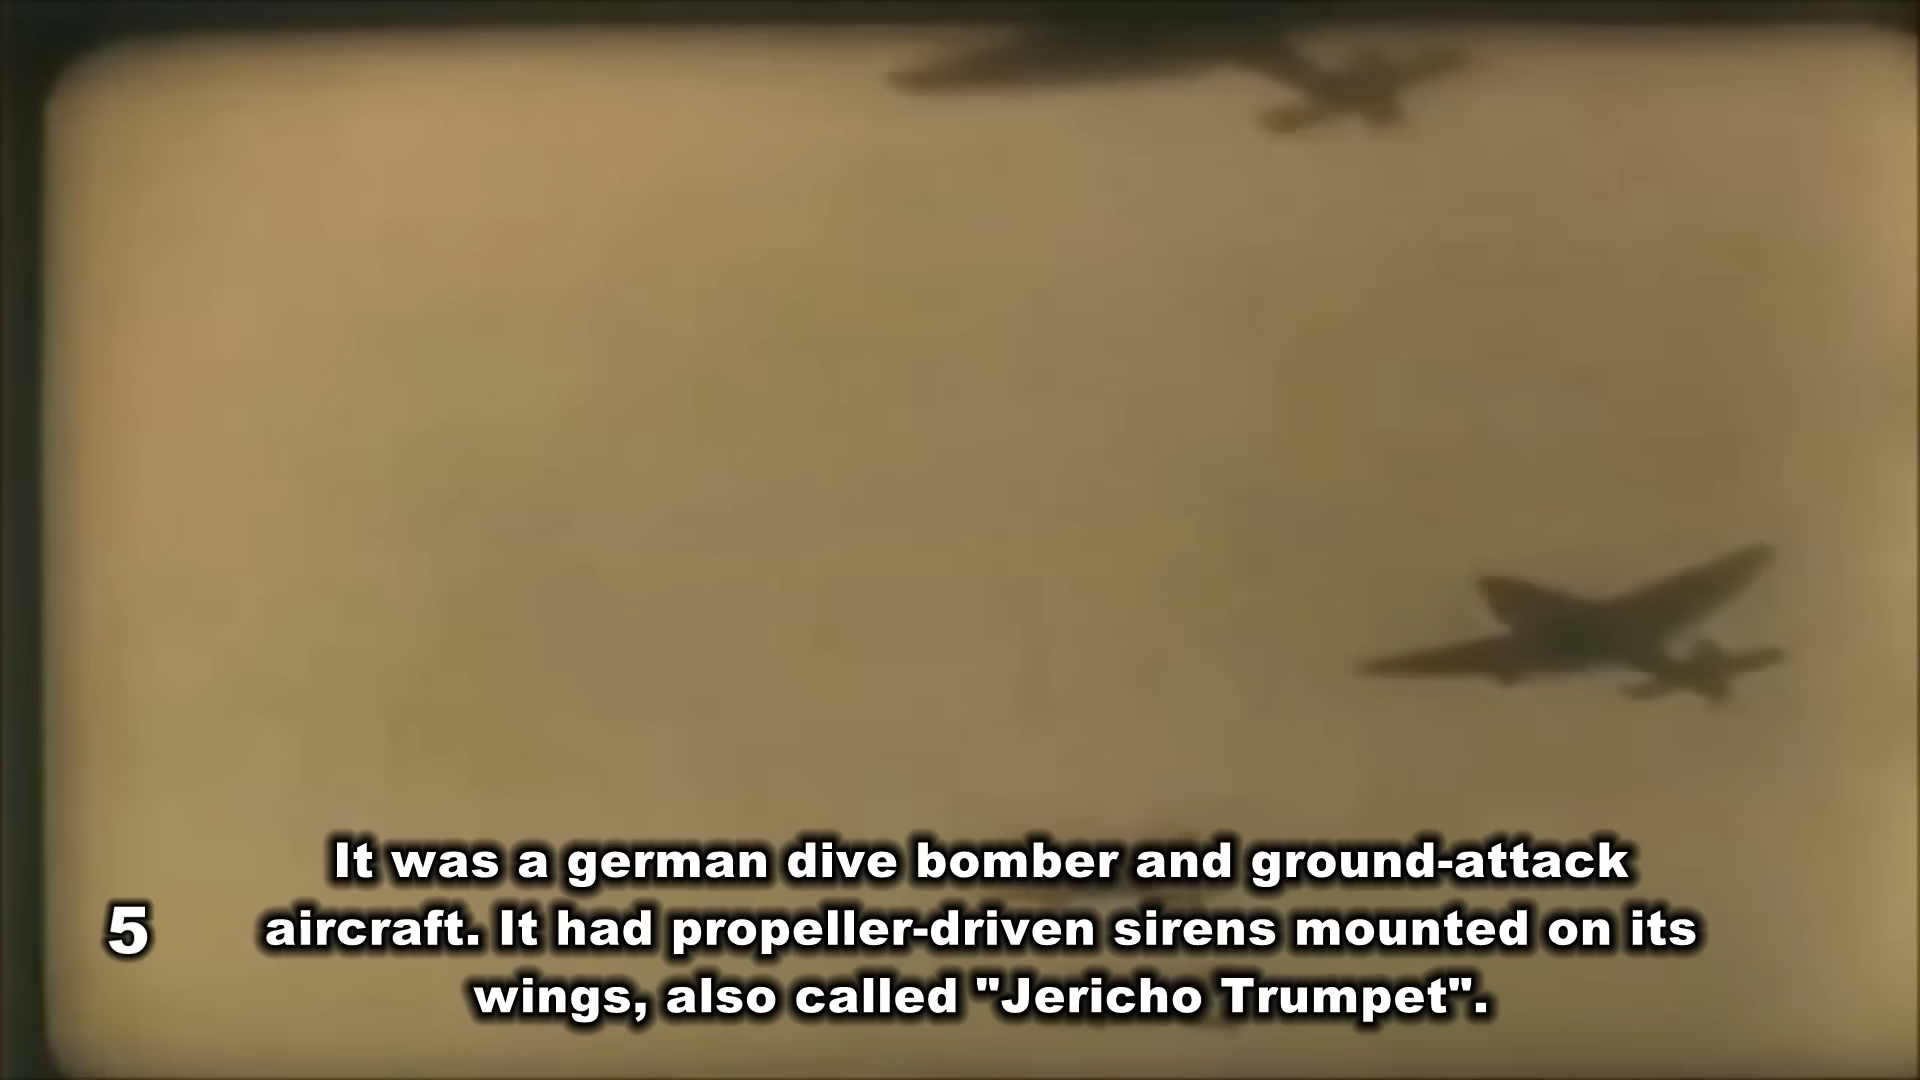 It was a german dive bomber and ground-attack
aircraft. It had propeller-driven sirens mounted on its
wings, also called "Jericho Trumpet".
5